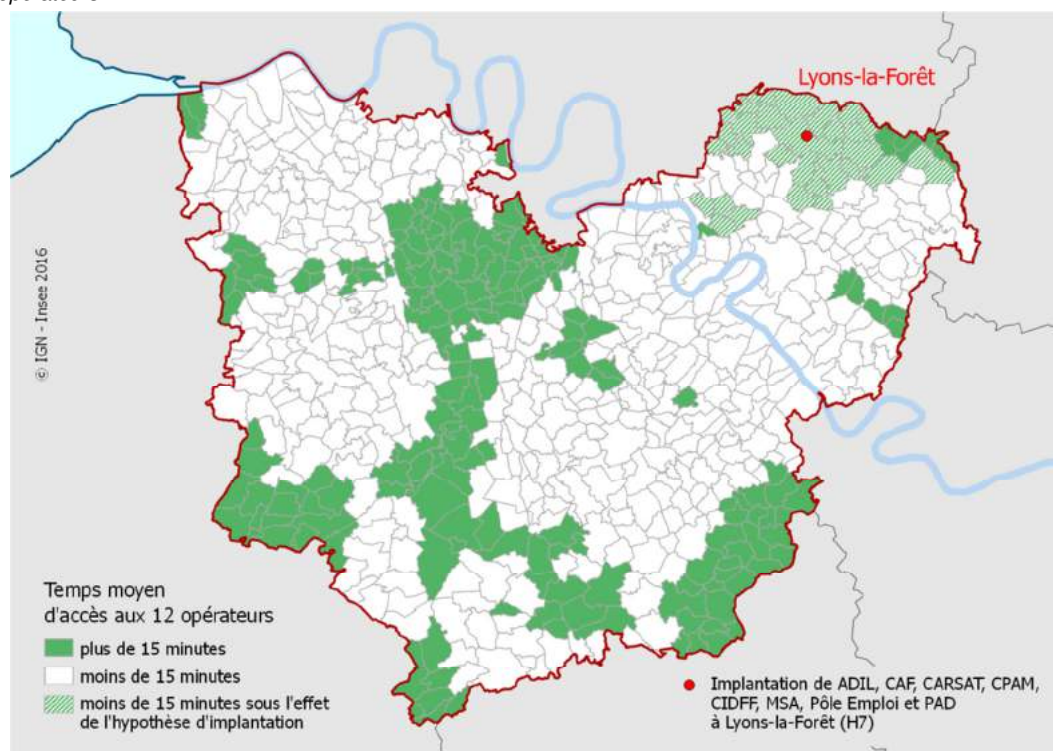 Lyons-la-Forêt
© IGN - Insee 2016
Temps moyen
d'accès aux 12 opérateurs
plus de 15 minutes
moins de 15 minutes
moins de 15 minutes sous l'effet
de l'hypothèse d'implantation
Implantation de ADIL, CAF, CARSAT, CPAM,
CIDFF, MSA, Pôle Emploi et PAD
à Lyons-la-Forêt (H7)